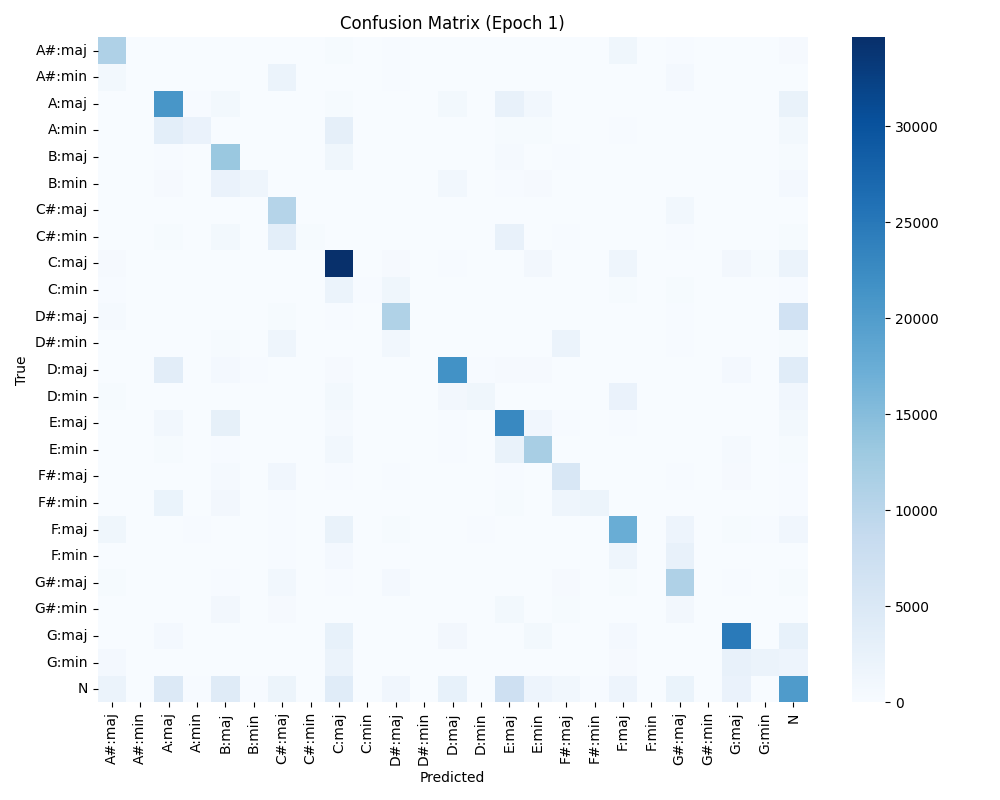 Confusion Matrix (Epoch 1)
True
A#:maj
A#:min
A:maj
A:min
B:maj
B:min
C#:maj
C#:min
C:maj
C:min
D#:maj
D#:min
D:maj
D:min
E:maj
E:min
F#:maj
F#:min
F:maj
F:min
G#:maj
G#:min
G:maj
G:min
N
A#:maj
A#:min
A:maj
A:min
B:maj
B:min
C#:maj
C#:min
C:maj
C:min
D#:maj
D#:min
D:maj
D:min
E:maj
E:min
F#:maj
F#:min
F:maj
F:min
G#:maj
G#:min
G:maj
G:min
N
Predicted
30000
25000
20000
15000
10000
5000
0